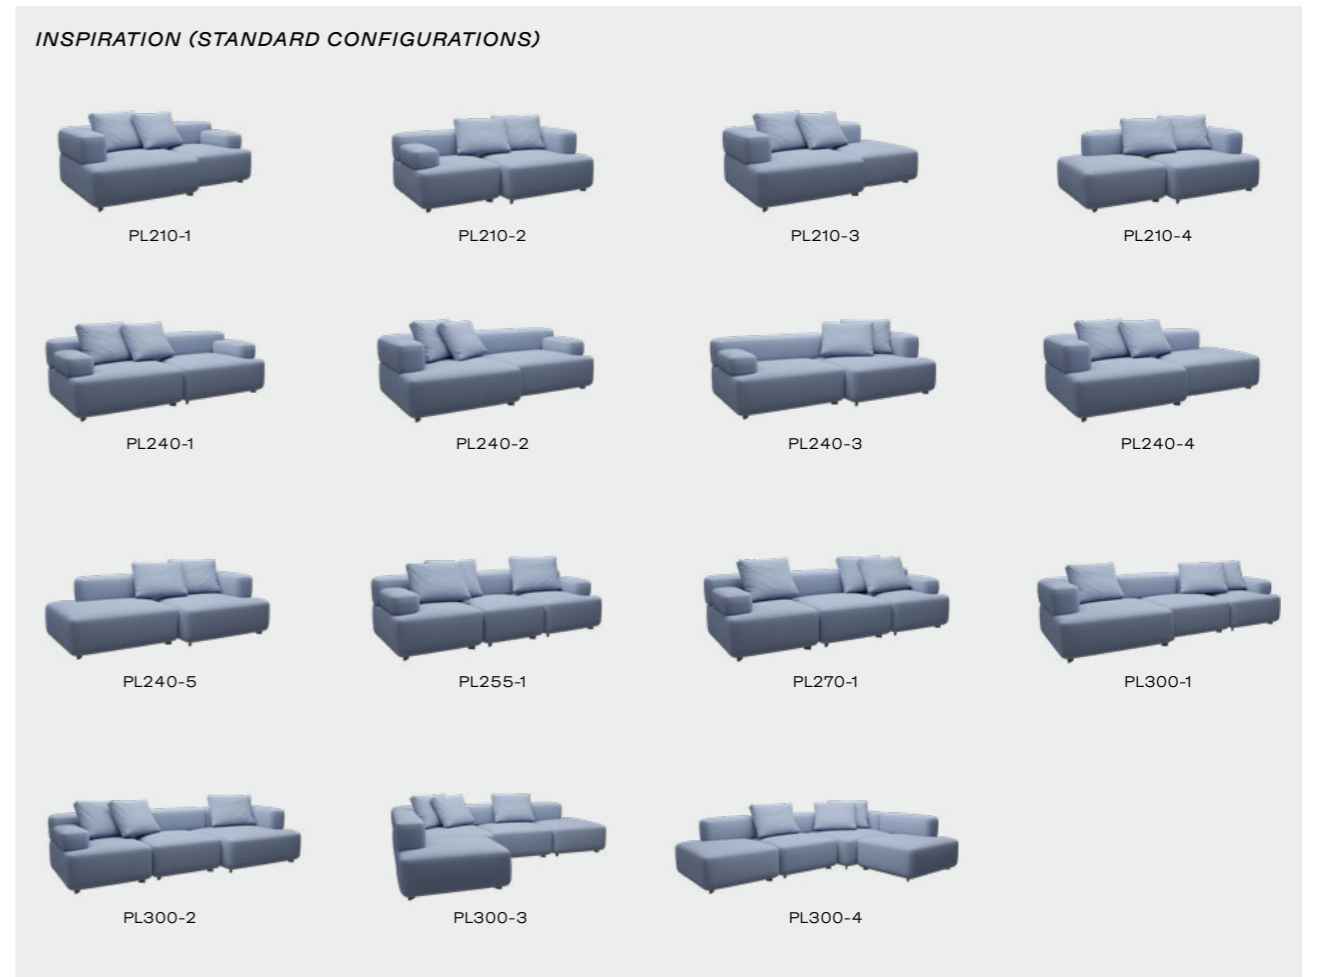 INSPIRATION (STANDARD CONFIGURATIONS)
PL210-1
PL210-2
PL210-3
PL210-4
PL240-1
PL240-2
PL240-3
PL240-4
PL240-5
PL255-1
PL270-1
PL300-1
PL300-2
PL300-3
PL300-4